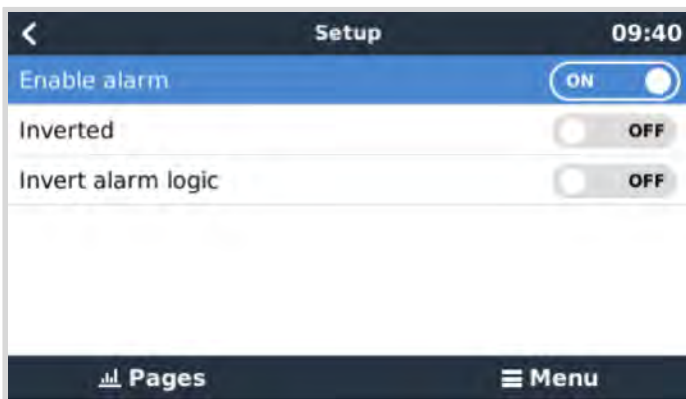 Setup 09:40
Enable alarm ON
Inverted OFF
Invert alarm logic OFF
Pages Menu